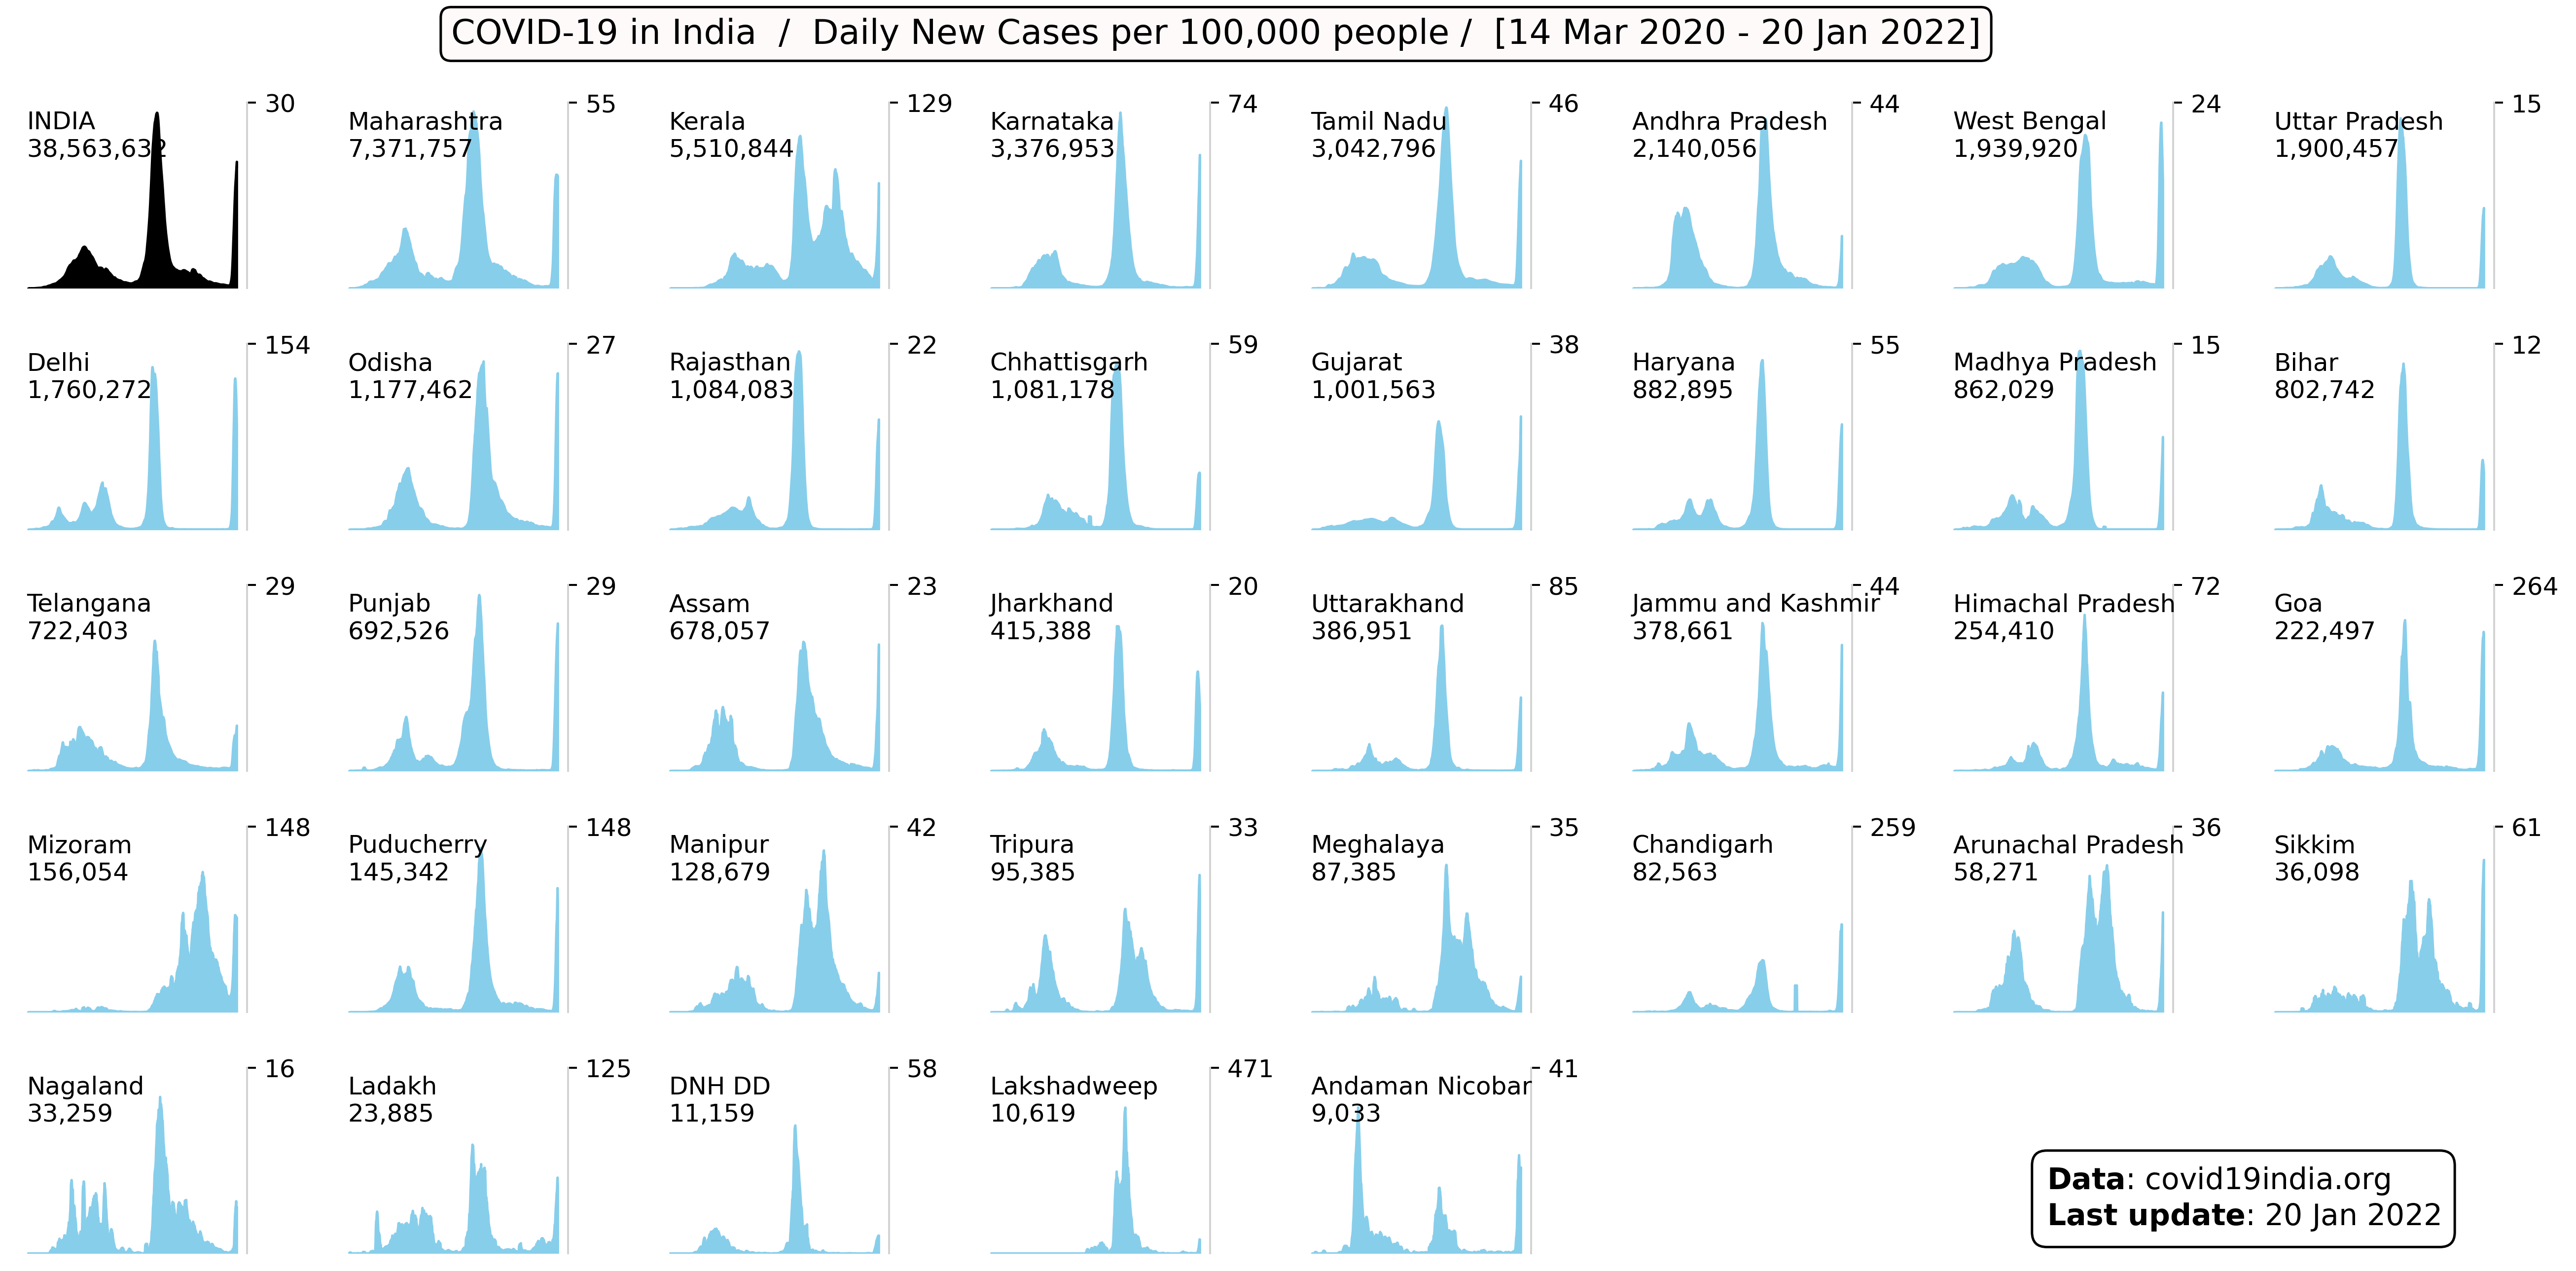 COVID-19 in India / Daily New Cases per 100,000 people / [14 Mar 2020 - 20 Jan 2022]
INDIA
38,563,632
30
Maharashtra
7,371,757
55
Kerala
5,510,844
129
Karnataka
3,376,953
74
Tamil Nadu
3,042,796
46
Andhra Pradesh
2,140,056
44
West Bengal
1,939,920
24
Uttar Pradesh
1,900,457
15
Delhi
1,760,272
154
Odisha
1,177,462
27
Rajasthan
1,084,083
22
Chhattisgarh
1,081,178
59
Gujarat
1,001,563
38
Haryana
882,895
55
Madhya Pradesh
862,029
15
Bihar
802,742
12
Telangana
722,403
29
Punjab
692,526
29
Assam
678,057
23
Jharkhand
415,388
20
Uttarakhand
386,951
85
Jammu and Kashmir
378,661
44
Himachal Pradesh
254,410
72
Goa
222,497
264
Mizoram
156,054
148
Puducherry
145,342
148
Manipur
128,679
42
Tripura
95,385
33
Meghalaya
87,385
35
Chandigarh
82,563
259
Arunachal Pradesh
58,271
36
Sikkim
36,098
61
Nagaland
33,259
16
Ladakh
23,885
125
DNH DD
11,159
58
Lakshadweep
10,619
471
Andaman Nicobar
9,033
41
Data: covid19india.org
Last update: 20 Jan 2022